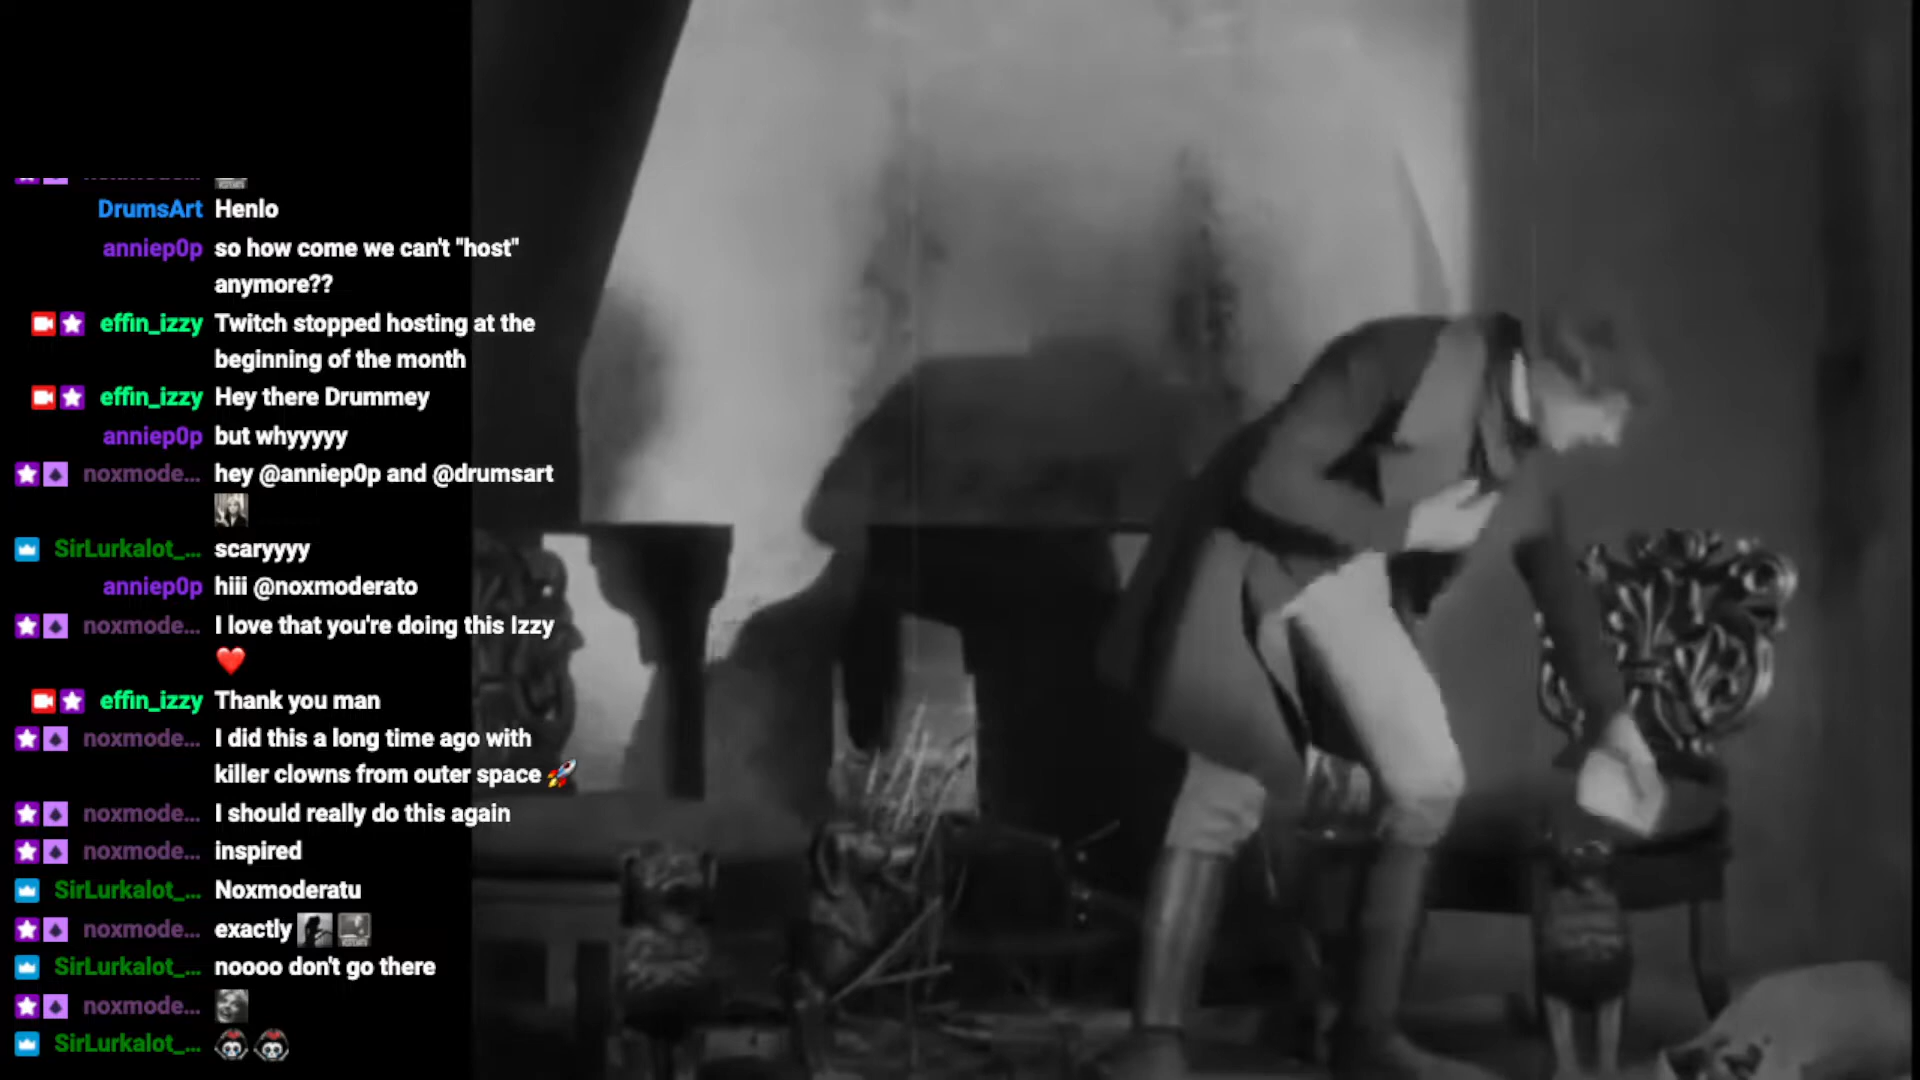 DrumsArt Henlo
anniep0p so how come we can't "host"
anymore??
effin_izzy Twitch stopped hosting at the
beginning of the month
effin_izzy Hey there Drummey
anniep0p but whyyyyy
noxmode... hey @anniep0p and @drumsart
SirLurkalot_... scaryyyy
anniep0p hiii @noxmoderato
noxmode... I love that you're doing this Izzy
❤️
effin_izzy Thank you man
noxmode... I did this a long time ago with
killer clowns from outer space 🚀
noxmode... I should really do this again
noxmode... inspired
SirLurkalot_... Noxmoderatu
noxmode... exactly
SirLurkalot_... noooo don't go there
noxmode...
SirLurkalot_...